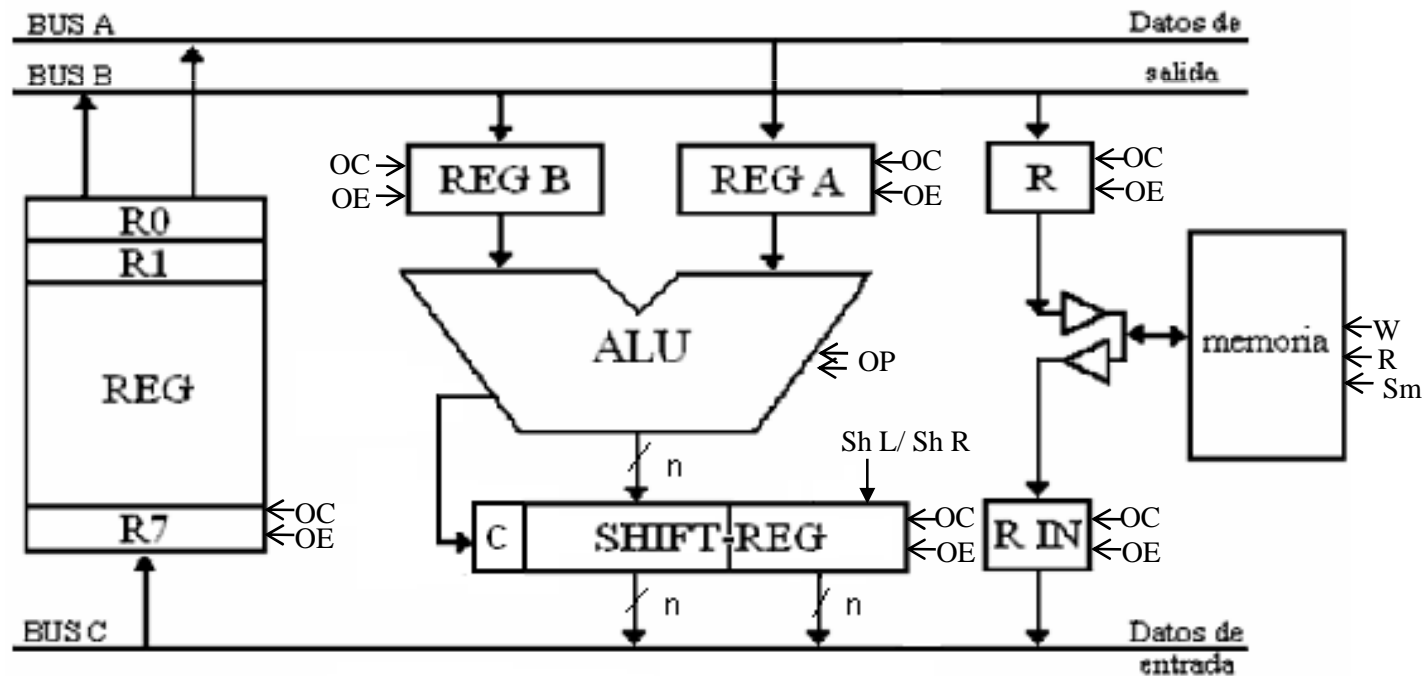 BUS A
Datos de
BUS B
salida
OC
OE
REG B
REG A
OC
OE
R
OC
OE
R0
R1
REG
R7
OC
OE
ALU
OP
memoria
W
R
Sm
n
Sh L/ Sh R
C
SHIFT-REG
OC
OE
R IN
OC
OE
n
n
BUS C
Datos de
entrada